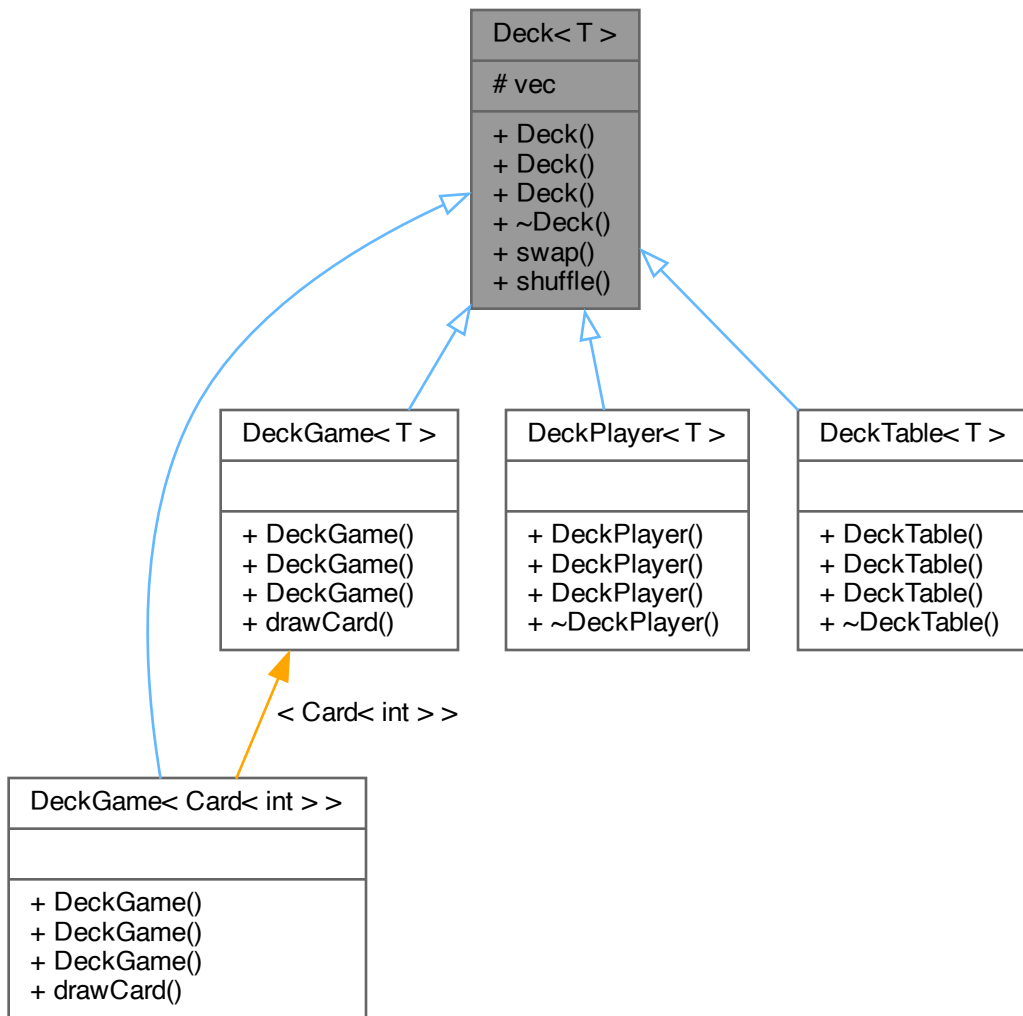 Deck< T >
# vec
+ Deck()
+ Deck()
+ Deck()
+ ~Deck()
+ swap()
+ shuffle()
DeckGame< T >
+ DeckGame()
+ DeckGame()
+ DeckGame()
+ drawCard()
DeckPlayer< T >
+ DeckPlayer()
+ DeckPlayer()
+ DeckPlayer()
+ ~DeckPlayer()
DeckTable< T >
+ DeckTable()
+ DeckTable()
+ DeckTable()
+ ~DeckTable()
< Card< int > >
DeckGame< Card< int > >
+ DeckGame()
+ DeckGame()
+ DeckGame()
+ drawCard()